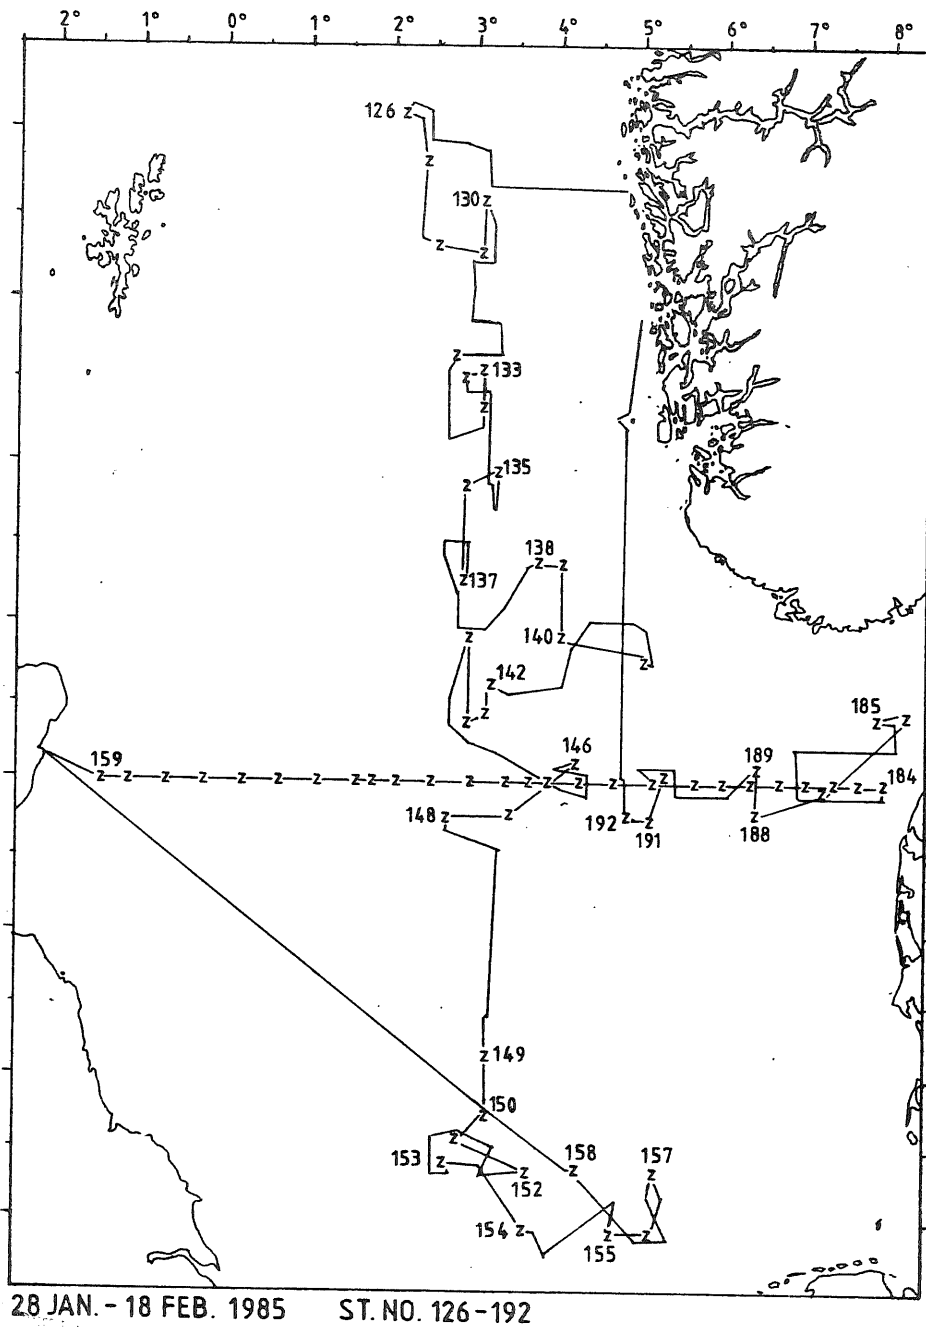 2° 1° 0° 1° 2° 3° 4° 5° 6° 7° 8°
126 z
z
130 z
z z
z
z z 133
z
z 135
z
138
z z
z 137
140 z
z
z
142
z
z z
185 z z
146
z
189
z
159
z z z z z z z z z z z z z z z z z z z z z z z z z z 184
148 z z
192 z z
191
z
188
z
z 149
z 150
z
153 z
z
152
158
z
157
z
154 z
z z
155
28 JAN. - 18 FEB. 1985 ST. NO. 126-192